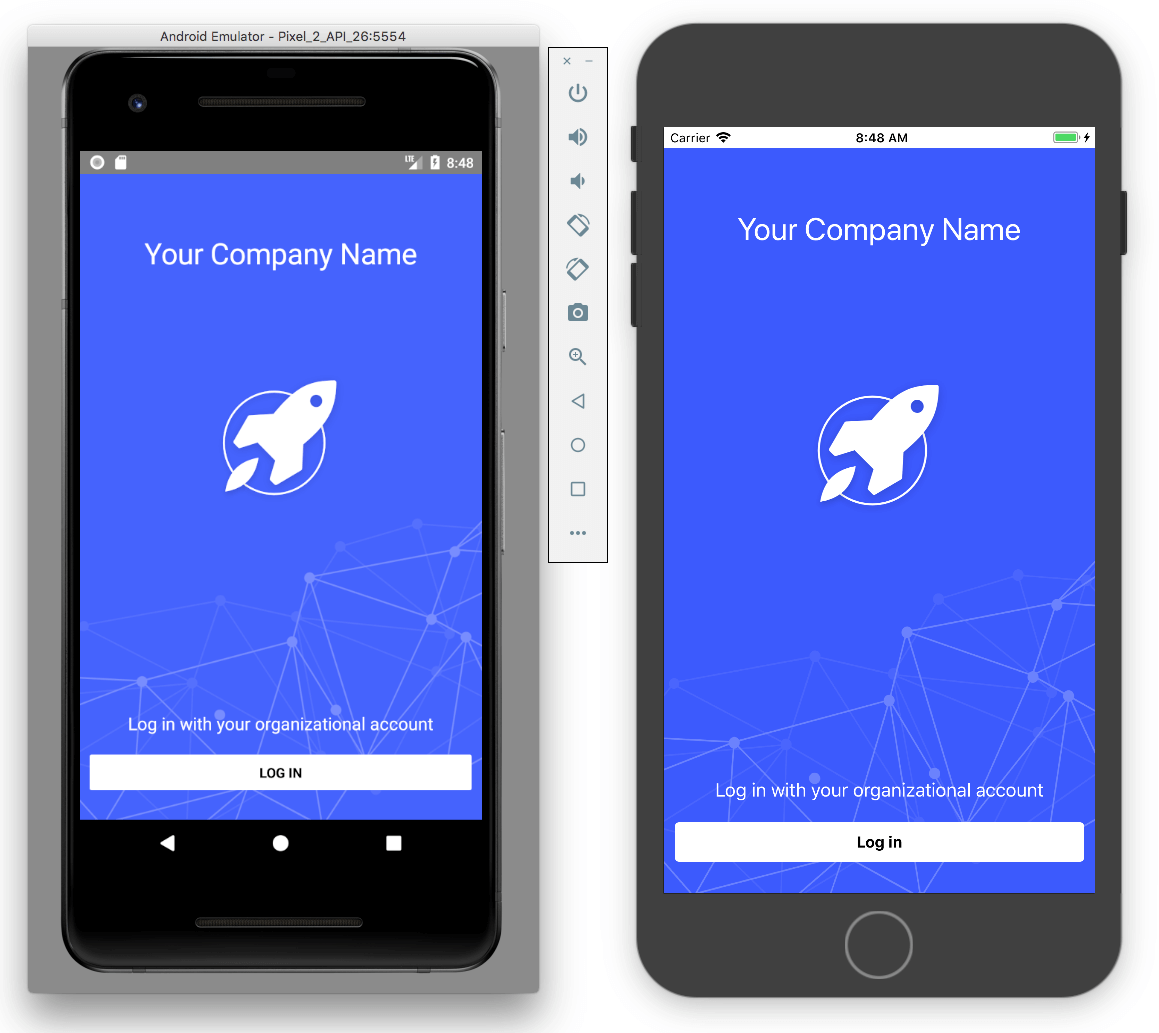 Android Emulator - Pixel_2_API_26:5554
LTE 8:48
Your Company Name
Log in with your organizational account
LOG IN
Carrier 8:48 AM
Your Company Name
Log in with your organizational account
Log in